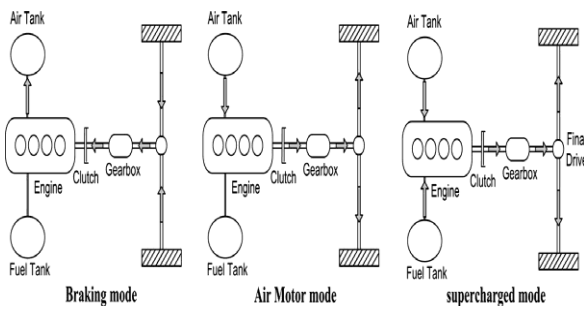 Air Tank
Engine
Clutch
Gearbox
Fuel Tank
Braking mode
Air Tank
Engine
Clutch
Gearbox
Fuel Tank
Air Motor mode
Air Tank
Engine
Clutch
Gearbox
Fina
Drive
Fuel Tank
supercharged mode